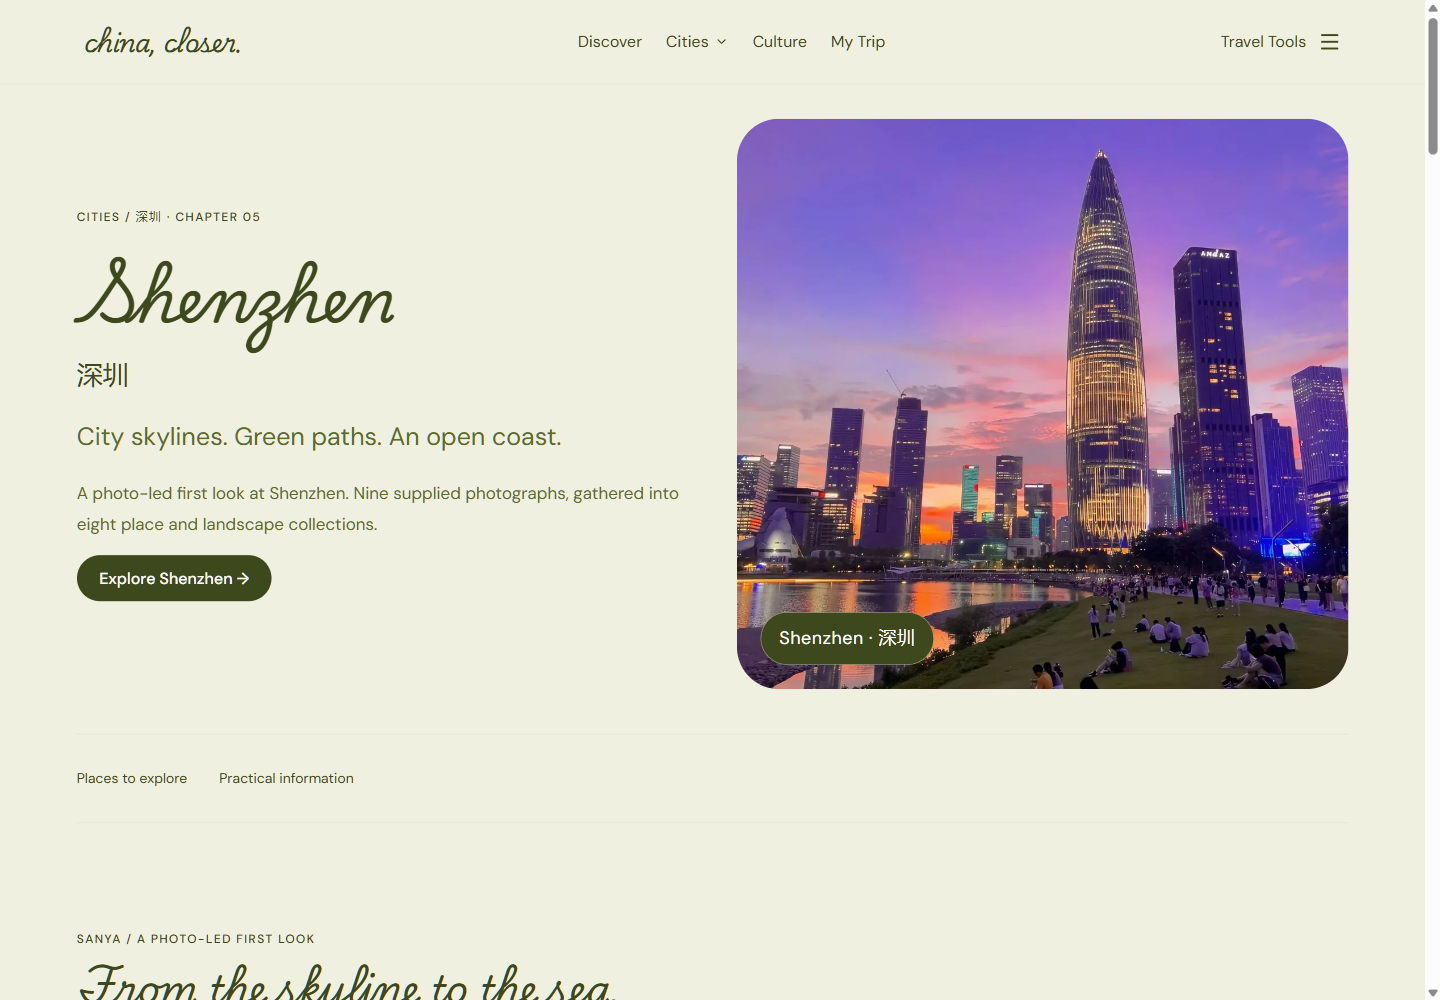 china, closer.
Discover Cities Culture My Trip
Travel Tools
CITIES / 深圳 · CHAPTER 05
Shenzhen
深圳
City skylines. Green paths. An open coast.
A photo-led first look at Shenzhen. Nine supplied photographs, gathered into
eight place and landscape collections.
Explore Shenzhen →
ANdAZ
Shenzhen · 深圳
Places to explore Practical information
SANYA / A PHOTO-LED FIRST LOOK
From the skyline to the sea.